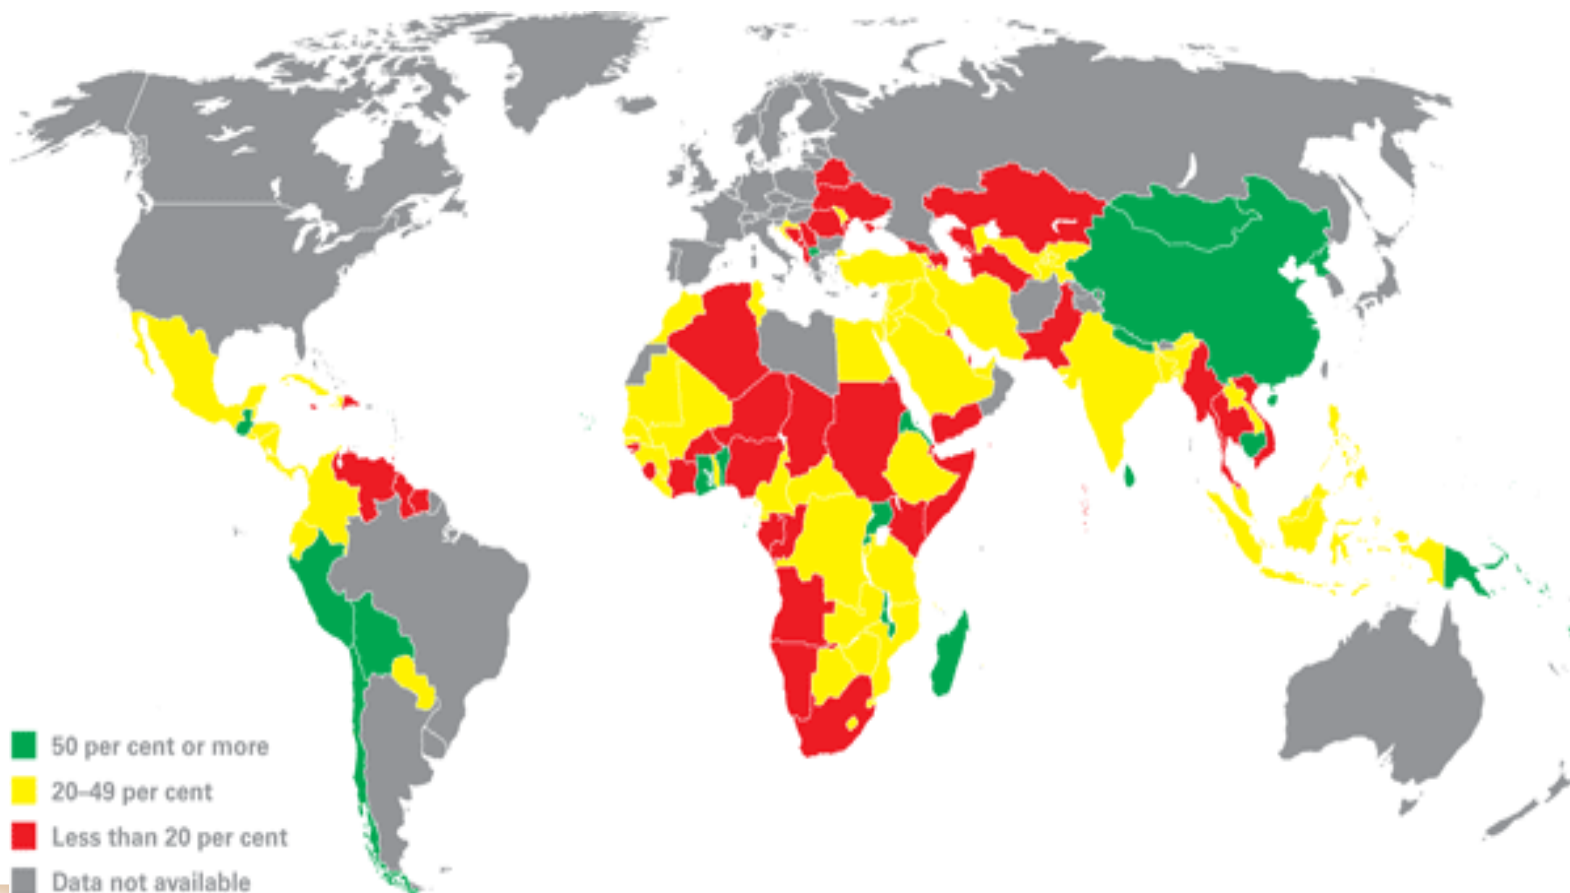 50 per cent or more
20–49 per cent
Less than 20 per cent
Data not available